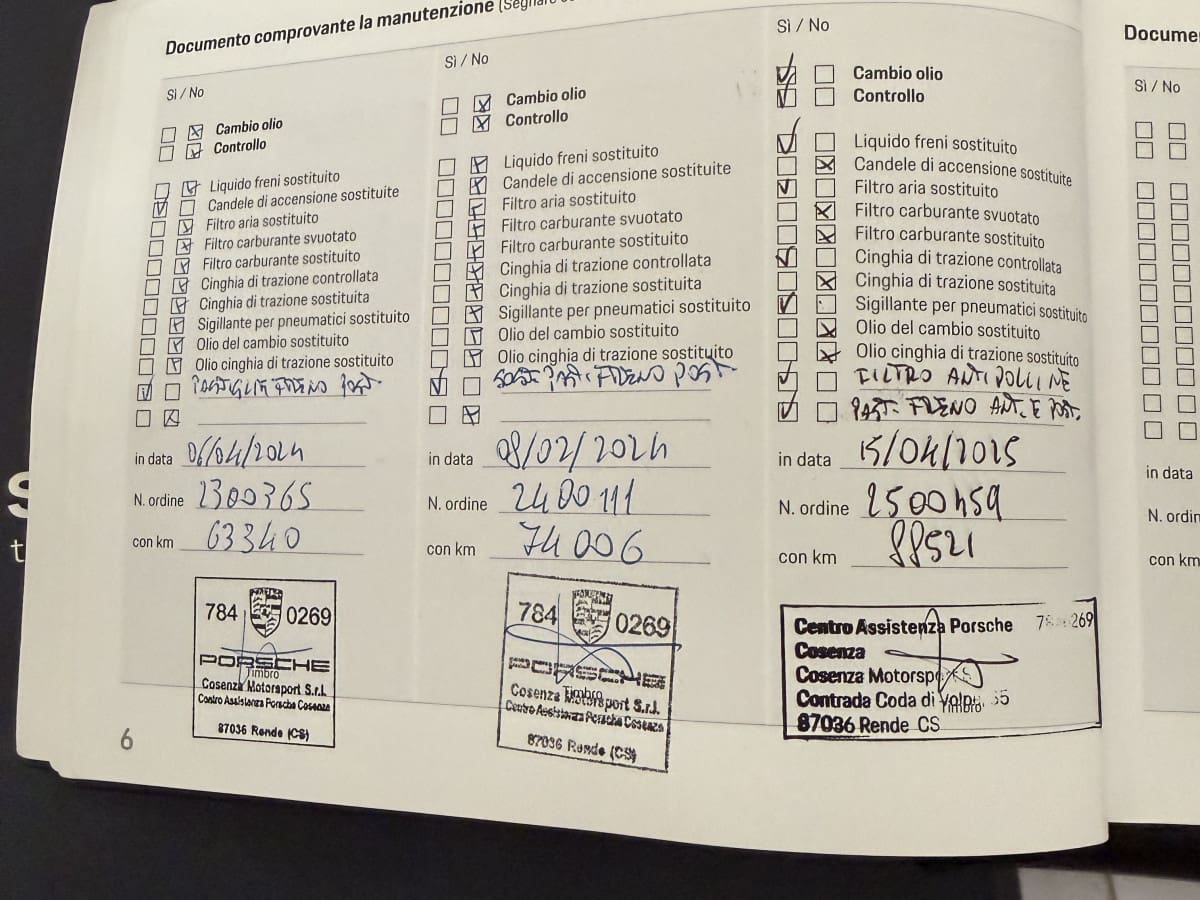 Documento comprovante la manutenzione
Sì / No
Cambio olio
Controllo
Liquido freni sostituito
Candele di accensione sostituite
Filtro aria sostituito
Filtro carburante svuotato
Filtro carburante sostituito
Cinghia di trazione controllata
Cinghia di trazione sostituita
Sigillante per pneumatici sostituito
Olio del cambio sostituito
Olio cinghia di trazione sostituito
PASTIGLIE FRENO POST.
in data 06/04/2024
N. ordine 2300365
con km 63340
784 0269
PORSCHE
Timbro
Cosenza Motorsport S.r.l.
Centro Assistenza Porsche Cosenza
87036 Rende (CS)
6
Sì / No
Cambio olio
Controllo
Liquido freni sostituito
Candele di accensione sostituite
Filtro aria sostituito
Filtro carburante svuotato
Filtro carburante sostituito
Cinghia di trazione controllata
Cinghia di trazione sostituita
Sigillante per pneumatici sostituito
Olio del cambio sostituito
Olio cinghia di trazione sostituito
SOST. PAST. FRENO POST.
in data 08/02/2024
N. ordine 2400111
con km 74006
784 0269
PORSCHE
Timbro
Cosenza Motorsport S.r.l.
Centro Assistenza Porsche Cosenza
87036 Rende (CS)
Sì / No
Cambio olio
Controllo
Liquido freni sostituito
Candele di accensione sostituite
Filtro aria sostituito
Filtro carburante svuotato
Filtro carburante sostituito
Cinghia di trazione controllata
Cinghia di trazione sostituita
Sigillante per pneumatici sostituito
Olio del cambio sostituito
Olio cinghia di trazione sostituito
FILTRO ANTIPOLLINE
PAST. FRENO ANT. E POST.
in data 15/04/2025
N. ordine 2500459
con km 88521
Centro Assistenza Porsche
Cosenza
Cosenza Motorsport
Contrada Coda di Volpe,
Timbro
87036 Rende CS
Sì / No
in data
con km